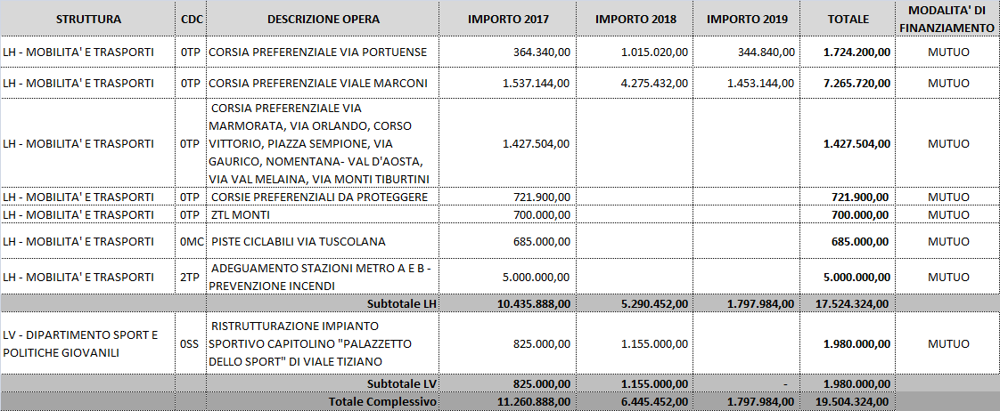 STRUTTURA CDC DESCRIZIONE OPERA IMPORTO 2017 IMPORTO 2018 IMPORTO 2019 TOTALE MODALITA' DI FINANZIAMENTO
LH - MOBILITA' E TRASPORTI 0TP CORSIA PREFERENZIALE VIA PORTUENSE 364.340,00 1.015.020,00 344.840,00 1.724.200,00 MUTUO
LH - MOBILITA' E TRASPORTI 0TP CORSIA PREFERENZIALE VIALE MARCONI 1.537.144,00 4.275.432,00 1.453.144,00 7.265.720,00 MUTUO
CORSIA PREFERENZIALE VIA
MARMORATA, VIA ORLANDO, CORSO
LH - MOBILITA' E TRASPORTI 0TP VITTORIO, PIAZZA SEMPIONE, VIA 1.427.504,00 1.427.504,00 MUTUO
GAURICO, NOMENTANA- VAL D'AOSTA,
VIA VAL MELAINA, VIA MONTI TIBURTINI
LH - MOBILITA' E TRASPORTI 0TP CORSIE PREFERENZIALI DA PROTEGGERE 721.900,00 721.900,00 MUTUO
LH - MOBILITA' E TRASPORTI 0TP ZTL MONTI 700.000,00 700.000,00 MUTUO
LH - MOBILITA' E TRASPORTI 0MC PISTE CICLABILI VIA TUSCOLANA 685.000,00 685.000,00 MUTUO
ADEGUAMENTO STAZIONI METRO A E B -
LH - MOBILITA' E TRASPORTI 2TP PREVENZIONE INCENDI 5.000.000,00 5.000.000,00 MUTUO
Subtotale LH 10.435.888,00 5.290.452,00 1.797.984,00 17.524.324,00
RISTRUTTURAZIONE IMPIANTO
LV - DIPARTIMENTO SPORT E
POLITICHE GIOVANILI 0SS SPORTIVO CAPITOLINO "PALAZZETTO 825.000,00 1.155.000,00 1.980.000,00 MUTUO
DELLO SPORT" DI VIALE TIZIANO
Subtotale LV 825.000,00 1.155.000,00 - 1.980.000,00
Totale Complessivo 11.260.888,00 6.445.452,00 1.797.984,00 19.504.324,00